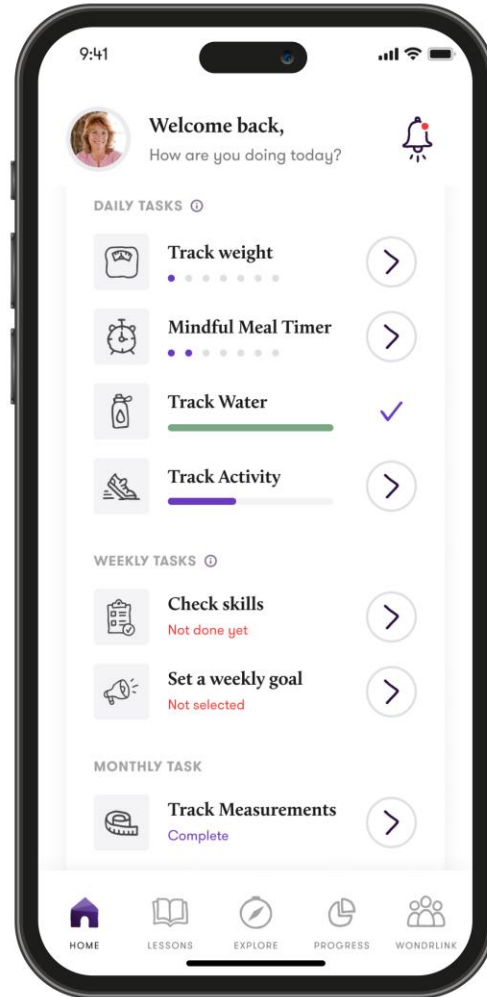 9:41
Welcome back,
How are you doing today?
DAILY TASKS
Track weight
Mindful Meal Timer
Track Water
Track Activity
WEEKLY TASKS
Check skills
Not done yet
Set a weekly goal
Not selected
MONTHLY TASK
Track Measurements
Complete
HOME LESSONS EXPLORE PROGRESS WONDRLINK